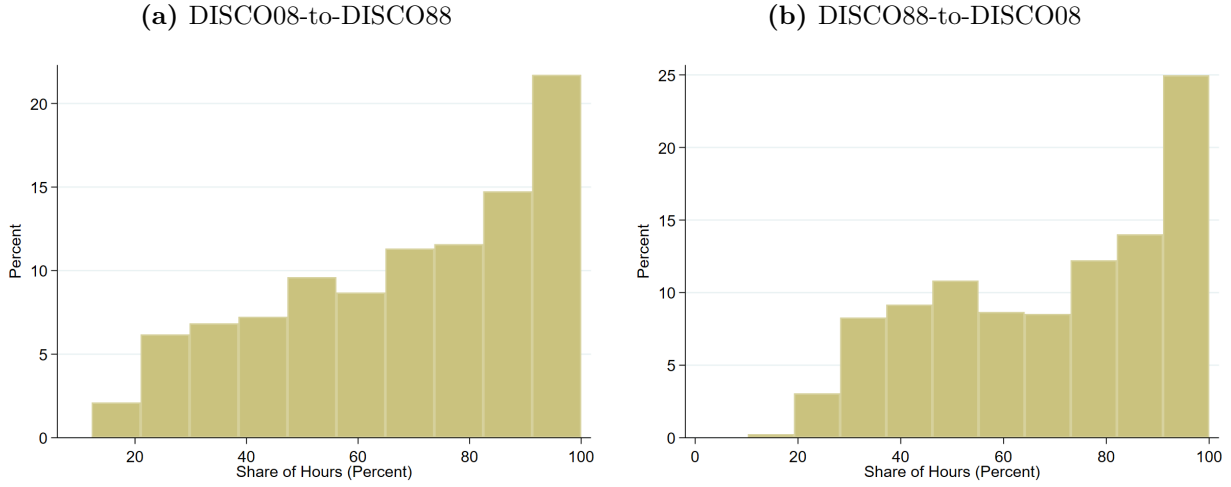 (a) DISCO08-to-DISCO88
20
15
10
5
0
Percent
20 40 60 80 100
Share of Hours (Percent)
(b) DISCO88-to-DISCO08
25
20
15
10
5
0
Percent
0 20 40 60 80 100
Share of Hours (Percent)